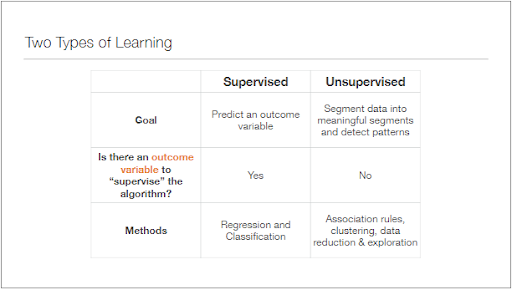 Two Types of Learning
Supervised
Unsupervised
Goal
Predict an outcome
variable
Segment data into
meaningful segments
and detect patterns
Is there an outcome
variable to
“supervise” the
algorithm?
Yes
No
Methods
Regression and
Classification
Association rules,
clustering, data
reduction & exploration